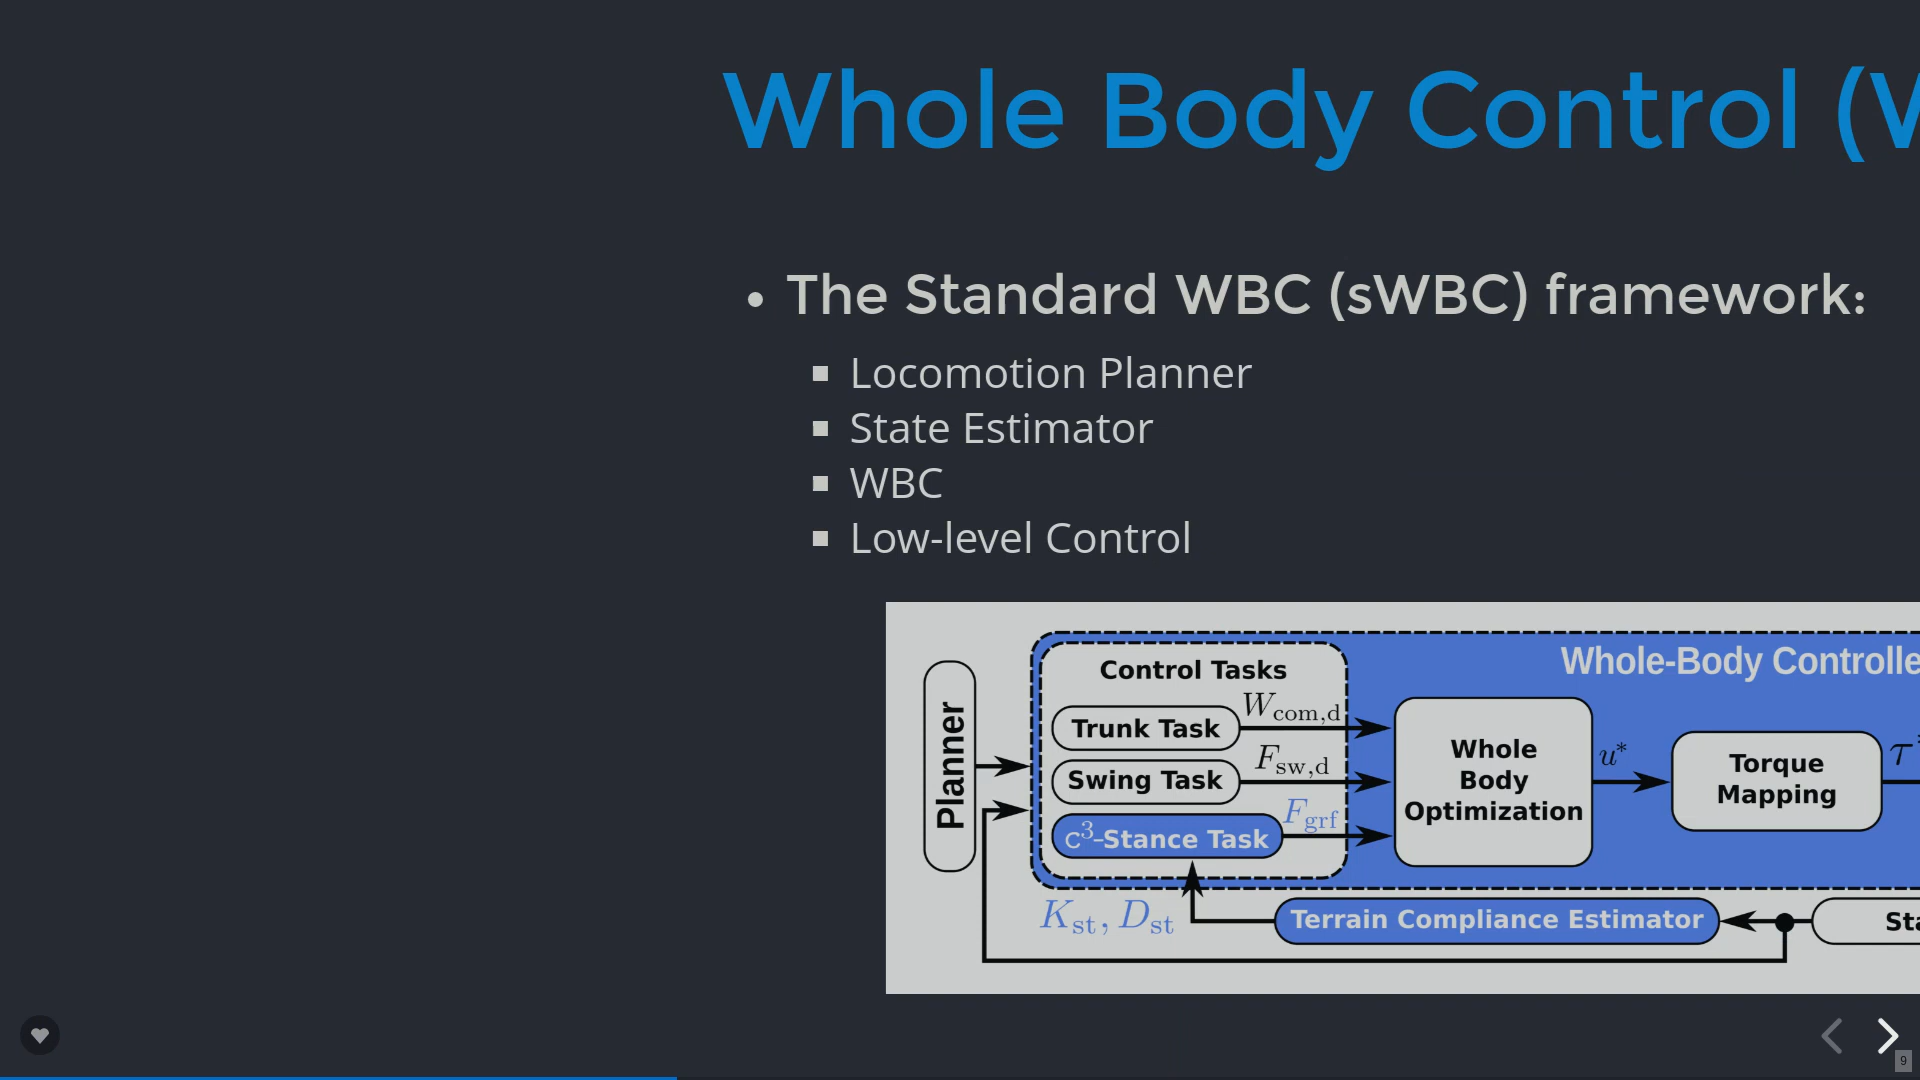 Whole Body Control (W
• The Standard WBC (sWBC) framework:
▪ Locomotion Planner
▪ State Estimator
▪ WBC
▪ Low-level Control
Planner
Control Tasks
Trunk Task
W_com,d
Swing Task
F_sw,d
c³-Stance Task
F_grf
Whole-Body Controlle
Whole
Body
Optimization
u*
Torque
Mapping
τ*
K_st, D_st
Terrain Compliance Estimator
Sta
9